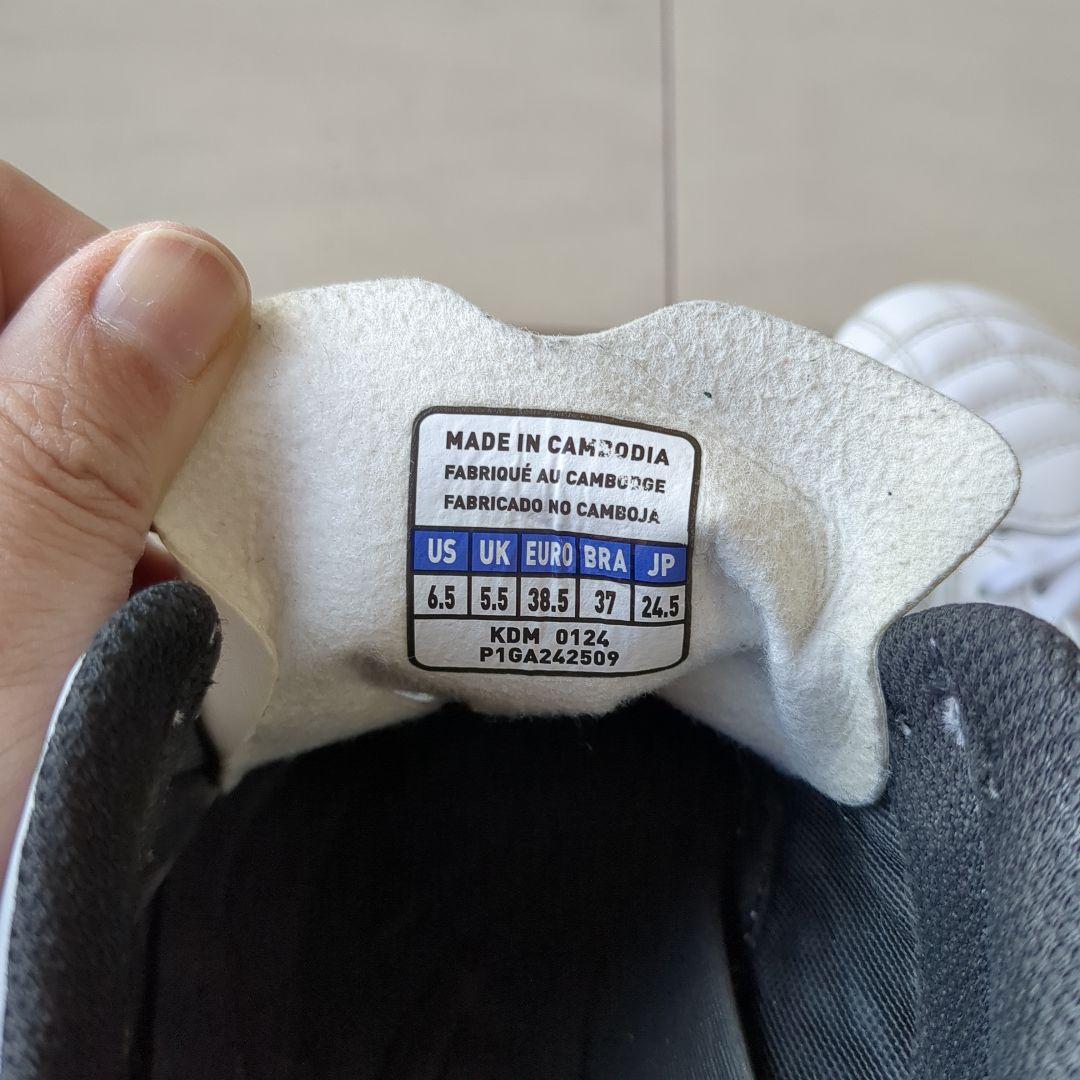 MADE IN CAMBODIA
FABRIQUÉ AU CAMBODGE
FABRICADO NO CAMBOJA
US UK EURO BRA JP
6.5 5.5 38.5 37 24.5
KDM 0124
P1GA242509